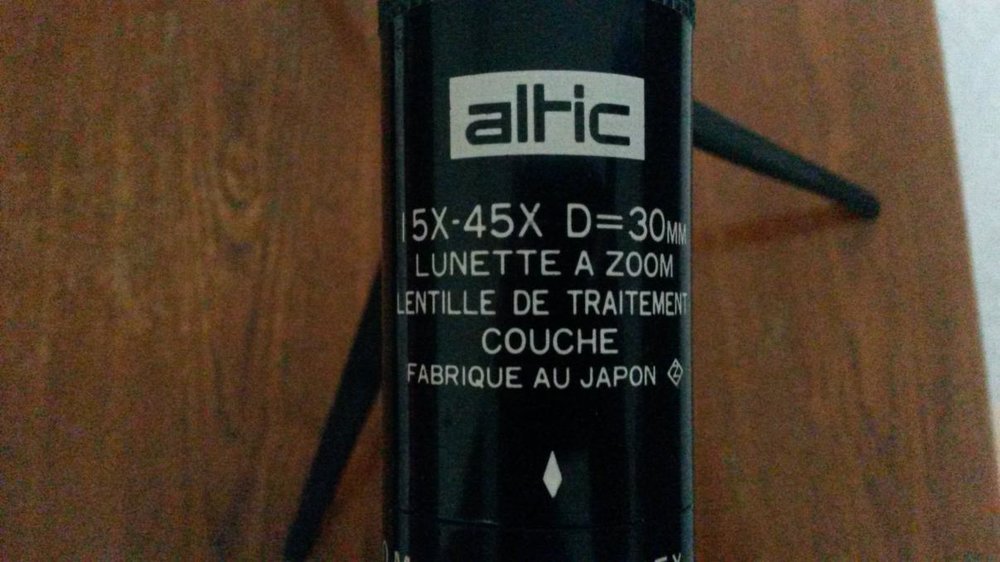 altic
15X-45X D=30MM
LUNETTE A ZOOM
LENTILLE DE TRAITEMENT
COUCHE
FABRIQUE AU JAPON Z